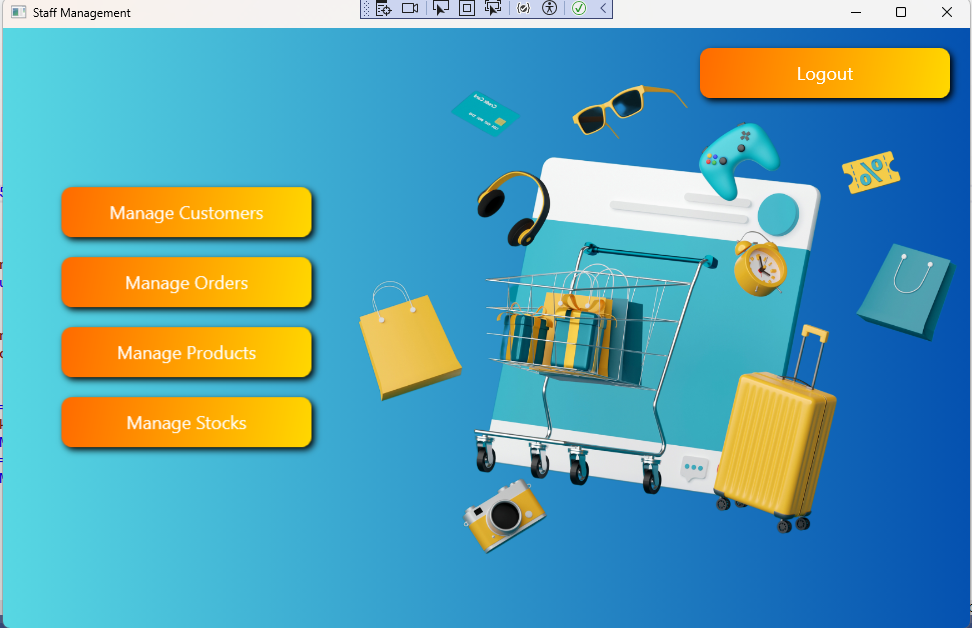 Staff Management
Logout
Manage Customers
Manage Orders
Manage Products
Manage Stocks
%